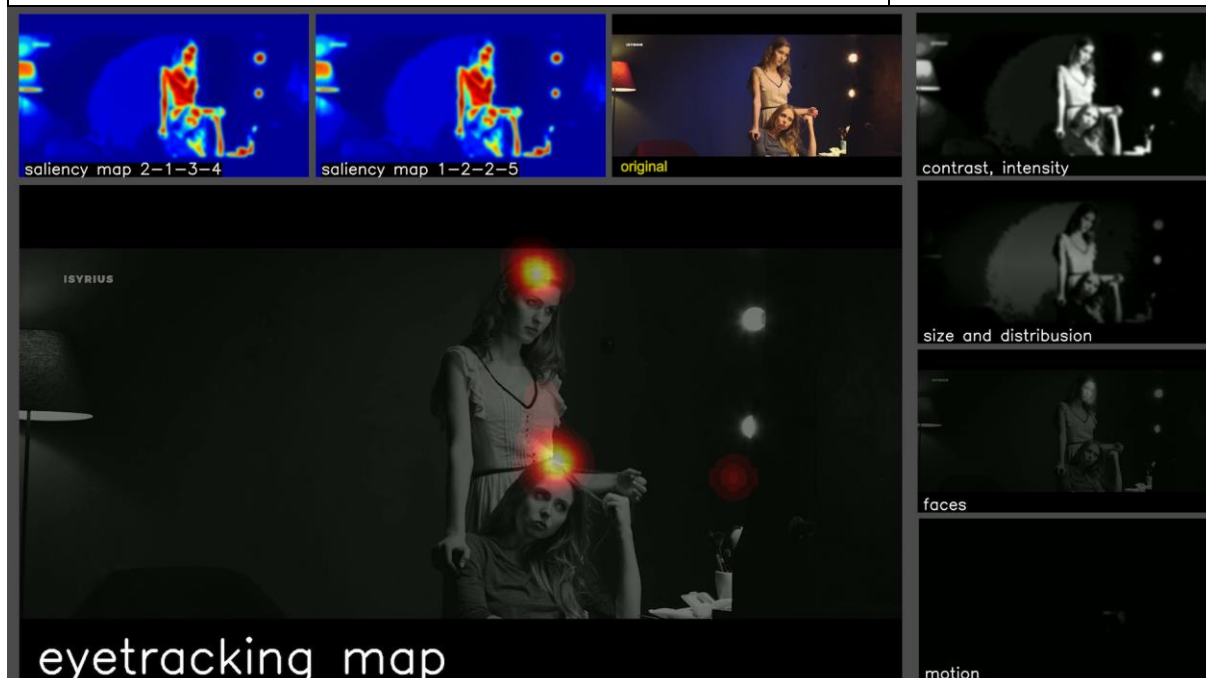 saliency map 2-1-3-4
saliency map 1-2-2-5
original
contrast, intensity
size and distribusion
faces
motion
ISYRIUS
eyetracking map